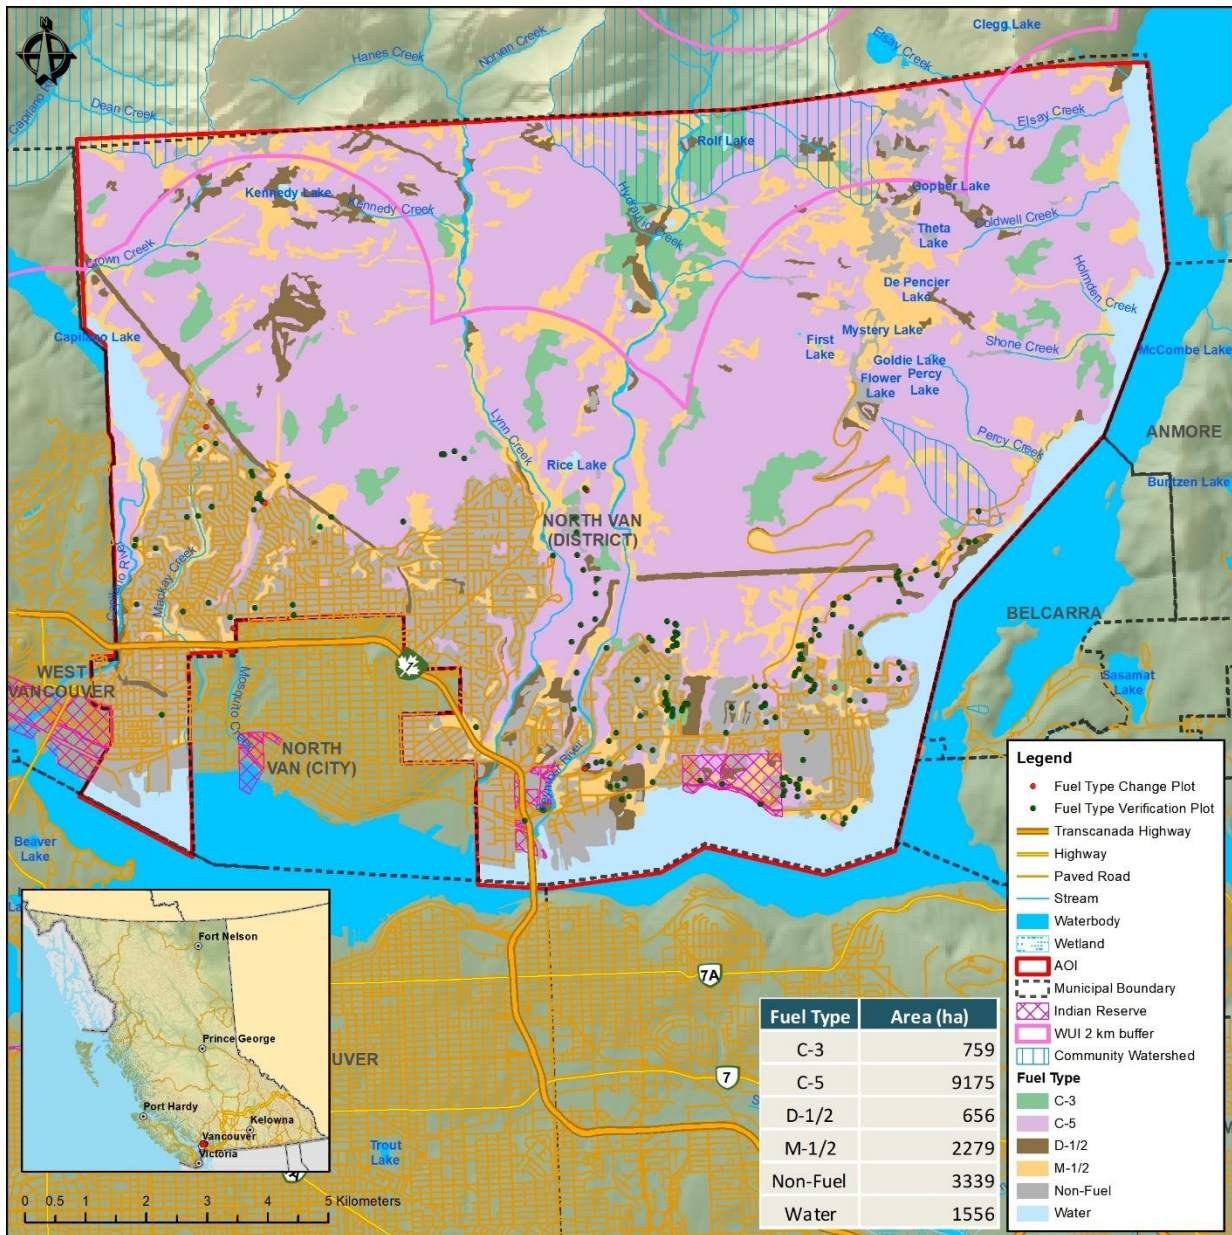 N
Clegg Lake
Elsay Creek
Norvan Creek
Hanes Creek
Dean Creek
Elsay Creek
Rolf Lake
Kennedy Lake
Kennedy Creek
Gopher Lake
Hydraulic Creek
Coldwell Creek
Theta
Lake
Crown Creek
Holmden Creek
De Pencier
Lake
Mystery Lake
Capilano Lake
First
Lake
Shone Creek
McCombe Lake
Goldie Lake
Flower
Lake
Percy
Lake
Lynn Creek
Percy Creek
ANMORE
Rice Lake
Buntzen Lake
NORTH VAN
(DISTRICT)
Capilano River
Mackay Creek
BELCARRA
WEST
VANCOUVER
1
Mosquito Creek
Sasamat
Lake
NORTH
VAN (CITY)
Seymour River
Beaver
Lake
Legend
Fuel Type Change Plot
Fuel Type Verification Plot
Transcanada Highway
Highway
Paved Road
Stream
Waterbody
Wetland
AOI
Municipal Boundary
Indian Reserve
WUI 2 km buffer
Community Watershed
Fuel Type
C-3
C-5
D-1/2
M-1/2
Non-Fuel
Water
7A
7
UVER
Trout
Lake
Fort Nelson
Prince George
Port Hardy
Kelowna
Vancouver
Victoria
0 0.5 1 2 3 4 5 Kilometers
Fuel Type Area (ha)
C-3 759
C-5 9175
D-1/2 656
M-1/2 2279
Non-Fuel 3339
Water 1556